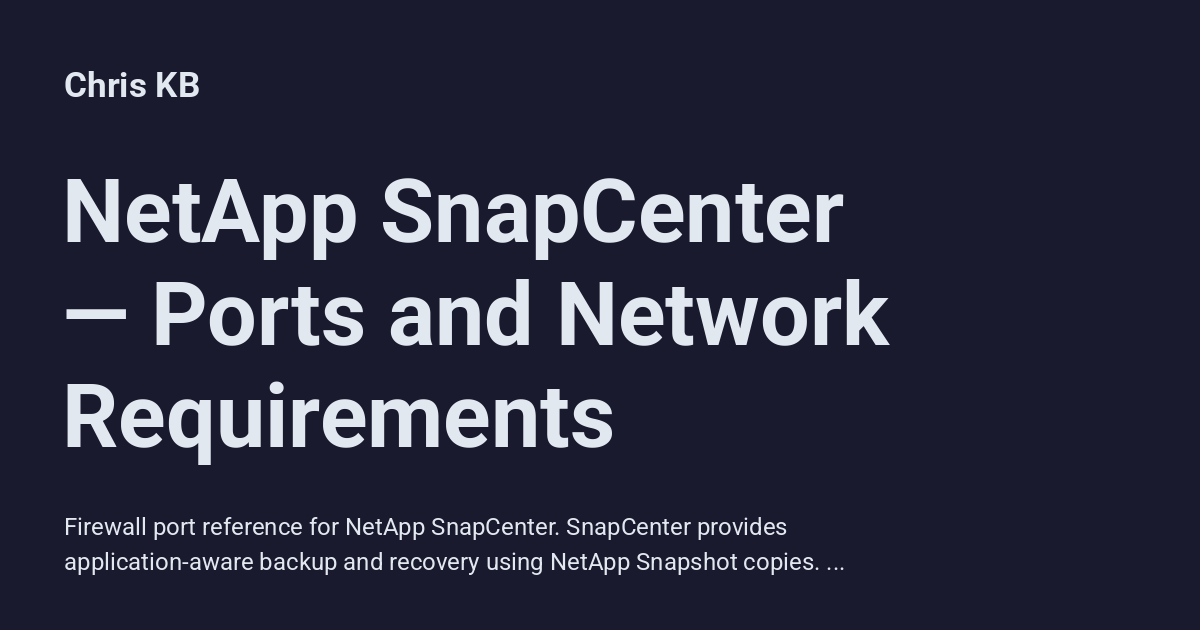 Chris KB
NetApp SnapCenter
— Ports and Network
Requirements
Firewall port reference for NetApp SnapCenter. SnapCenter provides
application-aware backup and recovery using NetApp Snapshot copies. ...